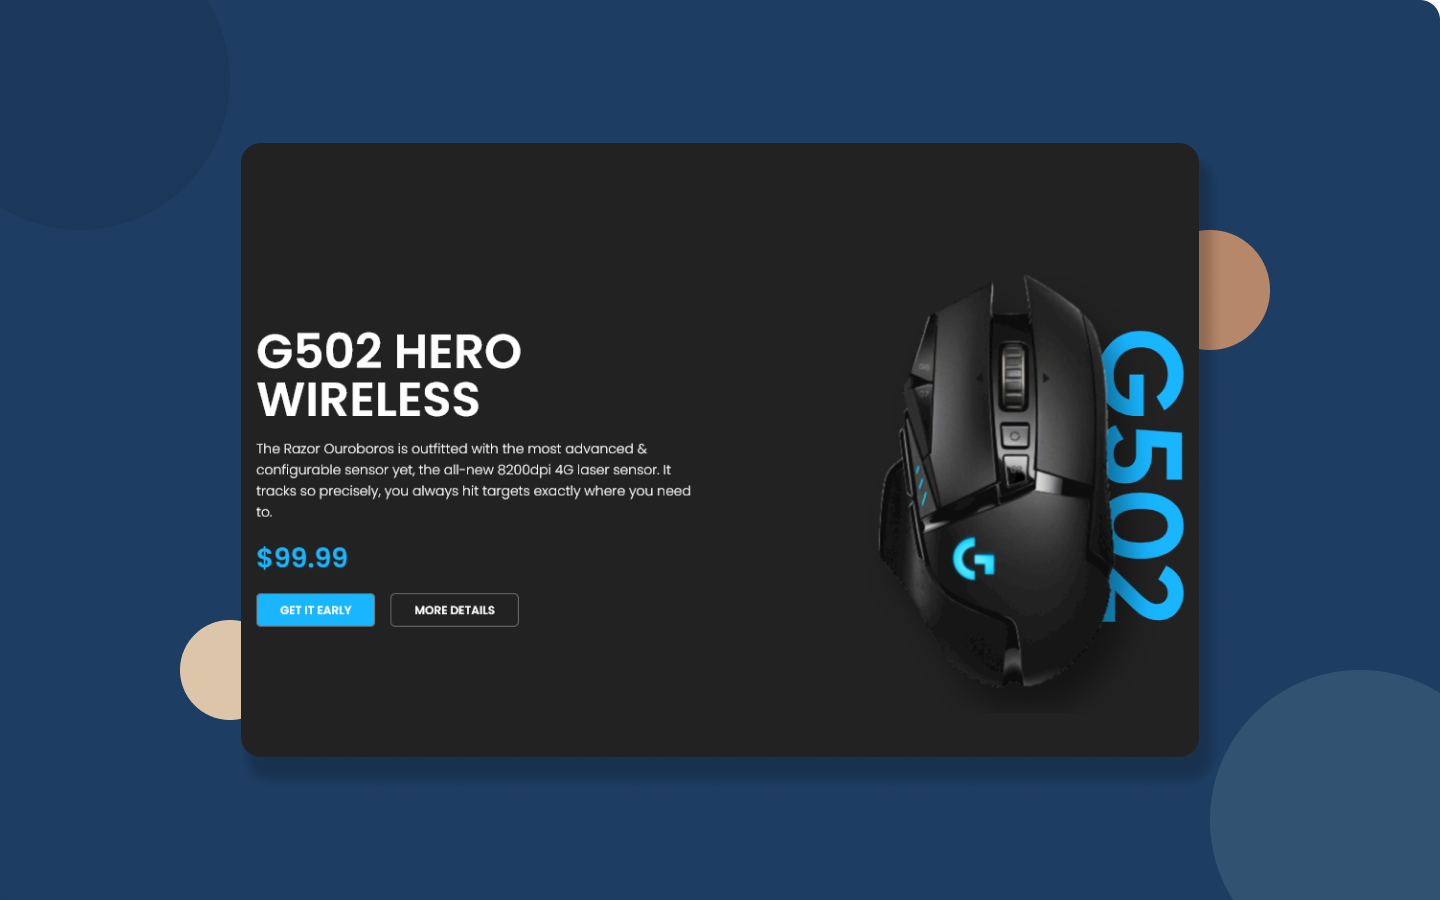 G502 HERO
WIRELESS
The Razor Ouroboros is outfitted with the most advanced &
configurable sensor yet, the all-new 8200dpi 4G laser sensor. It
tracks so precisely, you always hit targets exactly where you need
to.
$99.99
GET IT EARLY
MORE DETAILS
G502